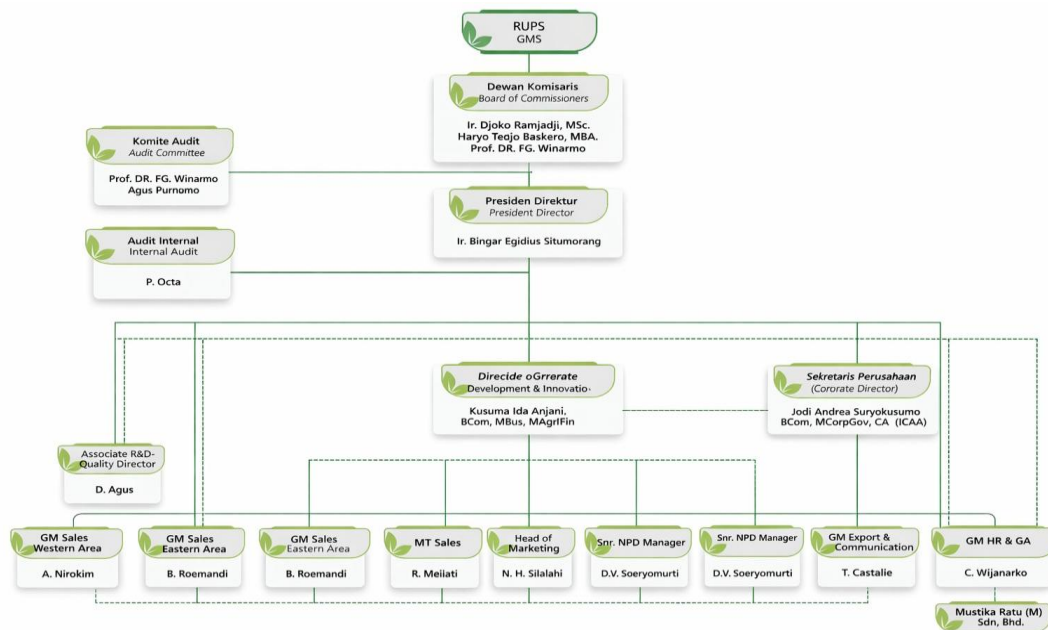 RUPS
GMS
Dewan Komisaris
Board of Commissioners
Ir. Djoko Ramjadji, MSc.
Haryo Teqjo Baskero, MBA.
Prof. DR. FG. Winarmo
Komite Audit
Audit Committee
Prof. DR. FG. Winarmo
Agus Purnomo
Presiden Direktur
President Director
Ir. Bingar Egidius Situmorang
Audit Internal
Internal Audit
P. Octa
Direcide oGrrerate
Development & Innovatio-
Kusuma Ida Anjani,
BCom, MBus, MAgrlFin
Sekretaris Perusahaan
(Cororate Director)
Jodi Andrea Suryokusumo
BCom, MCorpGov, CA (ICAA)
Associate R&D-
Quality Director
D. Agus
GM Sales
Western Area
A. Nirokim
GM Sales
Eastern Area
B. Roemandi
GM Sales
Eastern Area
B. Roemandi
MT Sales
R. Meilati
Head of
Marketing
N. H. Silalahi
Snr. NPD Manager
D.V. Soeryomurti
Snr. NPD Manager
D.V. Soeryomurti
GM Export &
Communication
T. Castalie
GM HR & GA
C. Wijanarko
Mustika Ratu (M)
Sdn, Bhd.